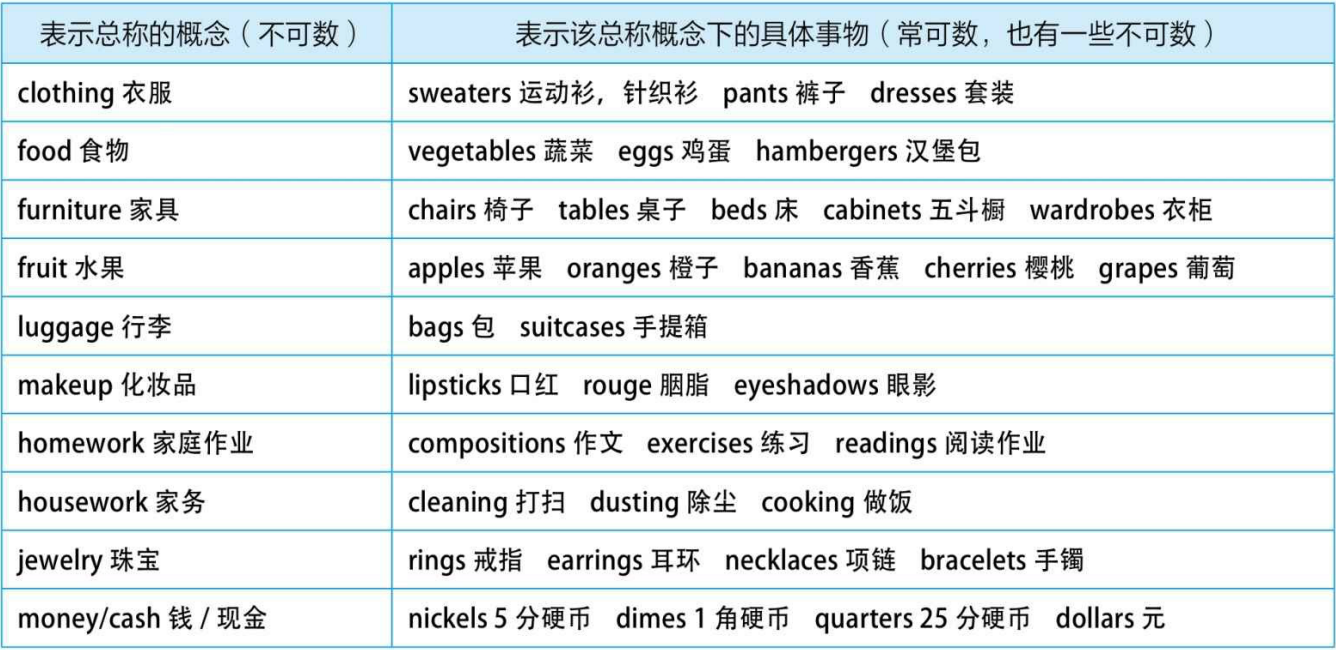 表示总称的概念（不可数） 表示该总称概念下的具体事物（常可数，也有一些不可数）
clothing 衣服 sweaters 运动衫，针织衫 pants 裤子 dresses 套装
food 食物 vegetables 蔬菜 eggs 鸡蛋 hambergers 汉堡包
furniture 家具 chairs 椅子 tables 桌子 beds 床 cabinets 五斗橱 wardrobes 衣柜
fruit 水果 apples 苹果 oranges 橙子 bananas 香蕉 cherries 樱桃 grapes 葡萄
luggage 行李 bags 包 suitcases 手提箱
makeup 化妆品 lipsticks 口红 rouge 胭脂 eyeshadows 眼影
homework 家庭作业 compositions 作文 exercises 练习 readings 阅读作业
housework 家务 cleaning 打扫 dusting 除尘 cooking 做饭
jewelry 珠宝 rings 戒指 earrings 耳环 necklaces 项链 bracelets 手镯
money/cash 钱 / 现金 nickels 5 分硬币 dimes 1 角硬币 quarters 25 分硬币 dollars 元